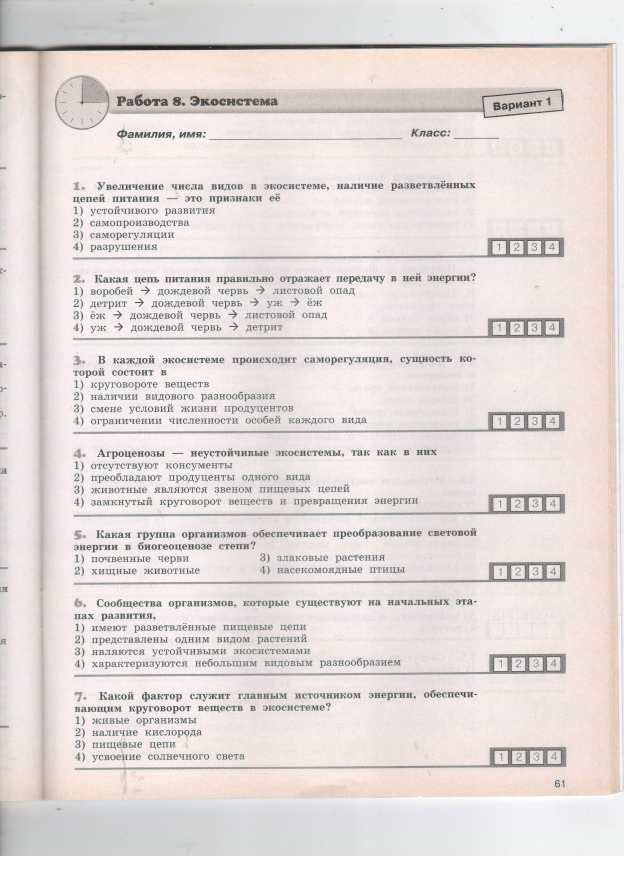 Работа 8. Экосистема
Вариант 1
Фамилия, имя: Класс:
1. Увеличение числа видов в экосистеме, наличие разветвлённых
цепей питания — это признаки её
1) устойчивого развития
2) самопроизводства
3) саморегуляции
4) разрушения
1 2 3 4
2. Какая цепь питания правильно отражает передачу в ней энергии?
1) воробей → дождевой червь → листовой опад
2) детрит → дождевой червь → уж → ёж
3) ёж → дождевой червь → листовой опад
4) уж → дождевой червь → детрит
1 2 3 4
3. В каждой экосистеме происходит саморегуляция, сущность ко-
торой состоит в
1) круговороте веществ
2) наличии видового разнообразия
3) смене условий жизни продуцентов
4) ограничении численности особей каждого вида
1 2 3 4
4. Агроценозы — неустойчивые экосистемы, так как в них
1) отсутствуют консументы
2) преобладают продуценты одного вида
3) животные являются звеном пищевых цепей
4) замкнутый круговорот веществ и превращения энергии
1 2 3 4
5. Какая группа организмов обеспечивает преобразование световой
энергии в биогеоценозе степи?
1) почвенные черви 3) злаковые растения
2) хищные животные 4) насекомоядные птицы
1 2 3 4
6. Сообщества организмов, которые существуют на начальных эта-
пах развития,
1) имеют разветвлённые пищевые цепи
2) представлены одним видом растений
3) являются устойчивыми экосистемами
4) характеризуются небольшим видовым разнообразием
1 2 3 4
7. Какой фактор служит главным источником энергии, обеспечи-
вающим круговорот веществ в экосистеме?
1) живые организмы
2) наличие кислорода
3) пищевые цепи
4) усвоение солнечного света
1 2 3 4
61